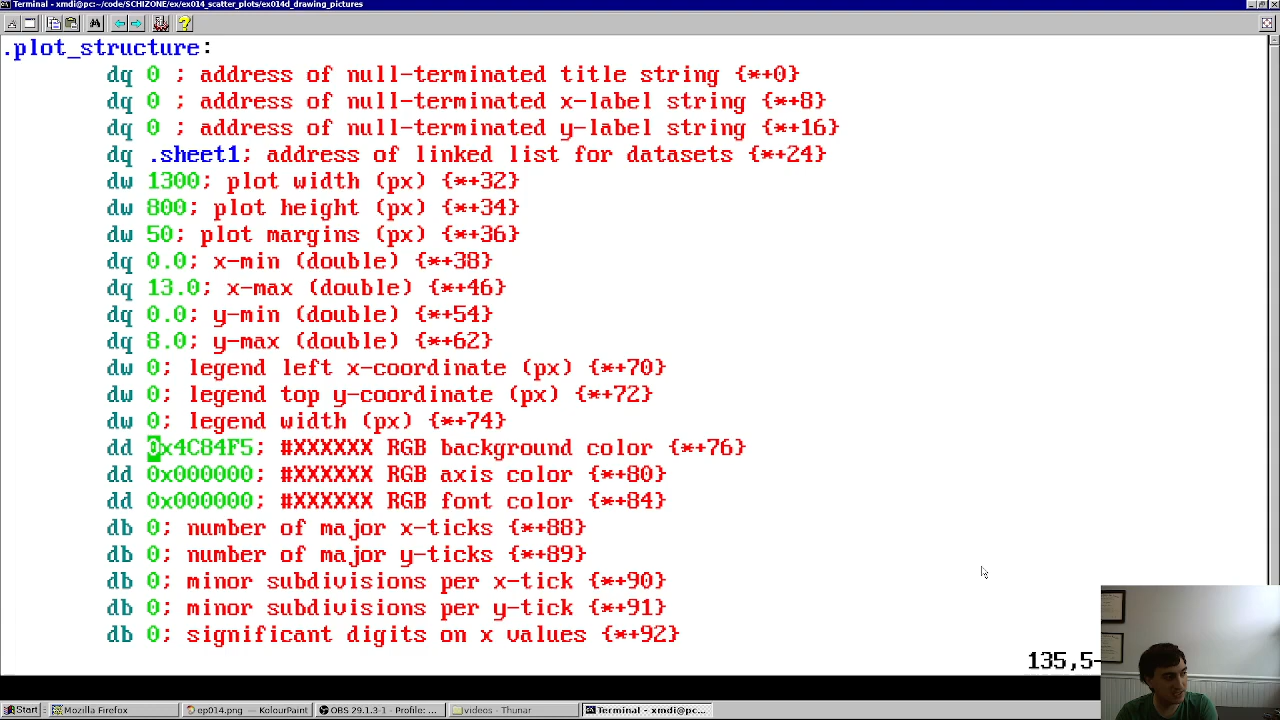 Terminal - xmdi@pc:~/code/SCHIZONE/ex/ex014_scatter_plots/ex014d_drawing_pictures
.plot_structure:
dq 0 ; address of null-terminated title string {*+0}
dq 0 ; address of null-terminated x-label string {*+8}
dq 0 ; address of null-terminated y-label string {*+16}
dq .sheet1; address of linked list for datasets {*+24}
dw 1300; plot width (px) {*+32}
dw 800; plot height (px) {*+34}
dw 50; plot margins (px) {*+36}
dq 0.0; x-min (double) {*+38}
dq 13.0; x-max (double) {*+46}
dq 0.0; y-min (double) {*+54}
dq 8.0; y-max (double) {*+62}
dw 0; legend left x-coordinate (px) {*+70}
dw 0; legend top y-coordinate (px) {*+72}
dw 0; legend width (px) {*+74}
dd 0x4C84F5; #XXXXXX RGB background color {*+76}
dd 0x000000; #XXXXXX RGB axis color {*+80}
dd 0x000000; #XXXXXX RGB font color {*+84}
db 0; number of major x-ticks {*+88}
db 0; number of major y-ticks {*+89}
db 0; minor subdivisions per x-tick {*+90}
db 0; minor subdivisions per y-tick {*+91}
db 0; significant digits on x values {*+92}
135,5-
Start Mozilla Firefox ep014.png — KolourPaint OBS 29.1.3-1 - Profile: ... videos - Thunar Terminal - xmdi@pc...